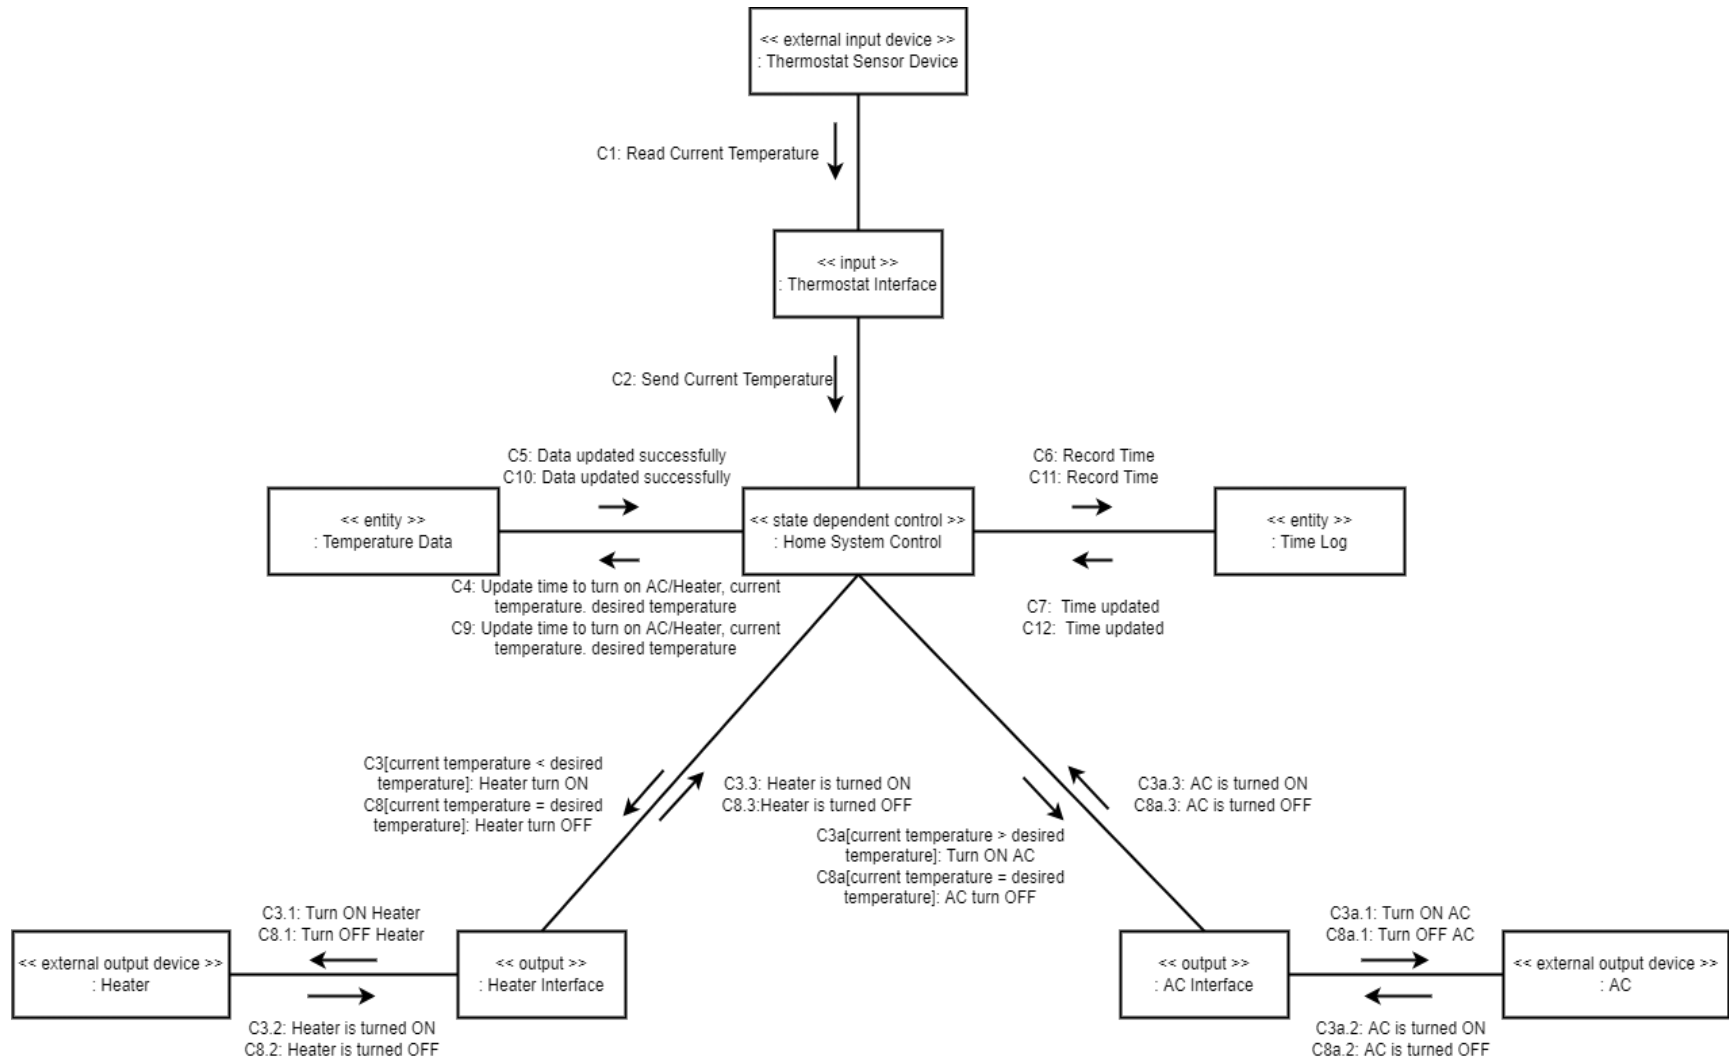 << external input device >>
: Thermostat Sensor Device
C1: Read Current Temperature
<< input >>
: Thermostat Interface
C2: Send Current Temperature
C5: Data updated successfully
C10: Data updated successfully
C6: Record Time
C11: Record Time
<< entity >>
: Temperature Data
<< state dependent control >>
: Home System Control
<< entity >>
: Time Log
C4: Update time to turn on AC/Heater, current
temperature. desired temperature
C9: Update time to turn on AC/Heater, current
temperature. desired temperature
C7: Time updated
C12: Time updated
C3[current temperature < desired
temperature]: Heater turn ON
C8[current temperature = desired
temperature]: Heater turn OFF
C3.3: Heater is turned ON
C8.3:Heater is turned OFF
C3a.3: AC is turned ON
C8a.3: AC is turned OFF
C3a[current temperature > desired
temperature]: Turn ON AC
C8a[current temperature = desired
temperature]: AC turn OFF
C3.1: Turn ON Heater
C8.1: Turn OFF Heater
C3a.1: Turn ON AC
C8a.1: Turn OFF AC
<< external output device >>
: Heater
<< output >>
: Heater Interface
<< output >>
: AC Interface
<< external output device >>
: AC
C3.2: Heater is turned ON
C8.2: Heater is turned OFF
C3a.2: AC is turned ON
C8a.2: AC is turned OFF